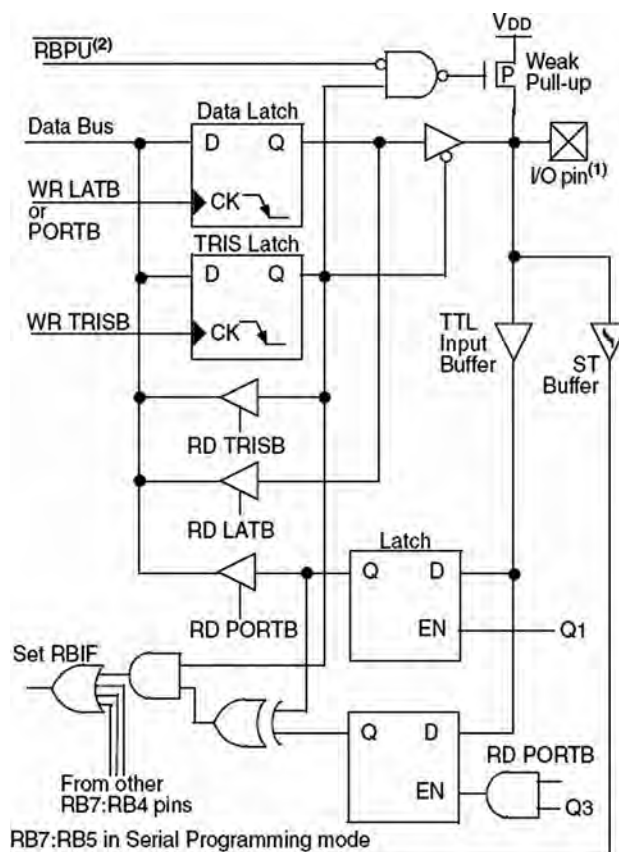 VDD
RBPU(2)
P
Weak
Pull-up
Data Latch
Data Bus
D Q
I/O pin(1)
WR LATB
or
PORTB
CK
TRIS Latch
D Q
WR TRISB
CK
TTL
Input
Buffer
ST
Buffer
RD TRISB
RD LATB
Latch
Q D
RD PORTB
EN
Q1
Set RBIF
Q D
RD PORTB
EN
Q3
From other
RB7:RB4 pins
RB7:RB5 in Serial Programming mode